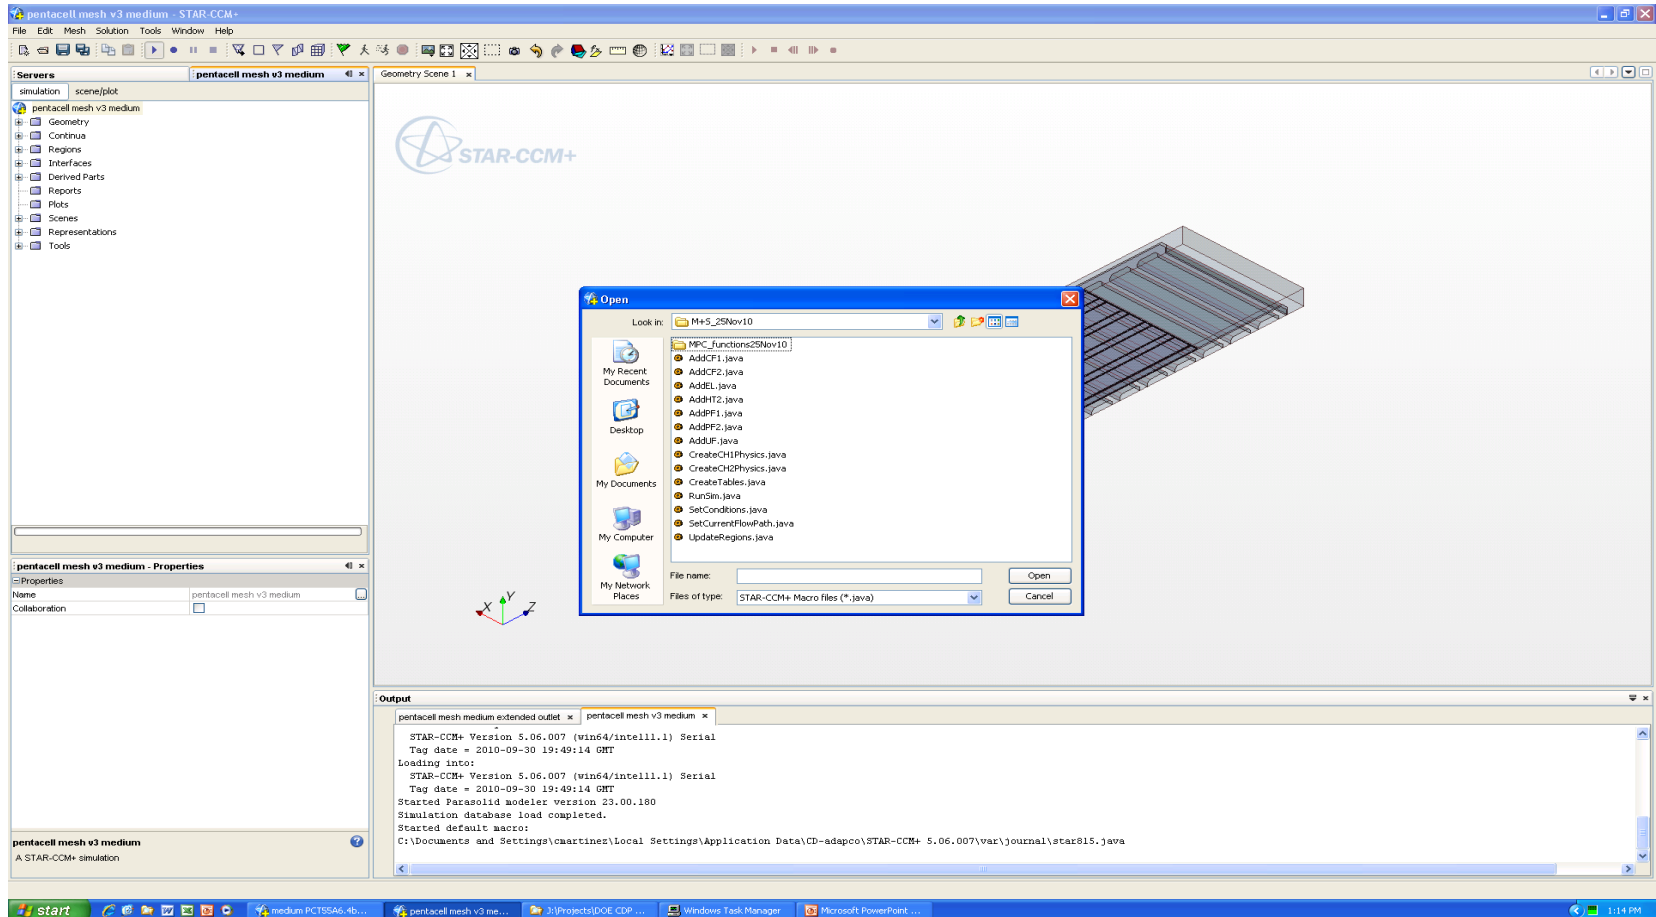 pentacell mesh v3 medium - STAR-CCM+
File Edit Mesh Solution Tools Window Help
Servers
pentacell mesh v3 medium
simulation scene/plot
pentacell mesh v3 medium
Geometry
Continua
Regions
Interfaces
Derived Parts
Reports
Plots
Scenes
Representations
Tools
Geometry Scene 1
STAR-CCM+
Open
Look in: M+S_25Nov10
My Recent Documents
Desktop
My Documents
My Computer
My Network Places
MPC_functions25Nov10
AddCF1.java
AddCF2.java
AddEL.java
AddHT2.java
AddPF1.java
AddPF2.java
AddUF.java
CreateCH1Physics.java
CreateCH2Physics.java
CreateTables.java
RunSim.java
SetConditions.java
SetCurrentFlowPath.java
UpdateRegions.java
File name: Open
Files of type: STAR-CCM+ Macro files (*.java) Cancel
X Y Z
pentacell mesh v3 medium - Properties
Properties
Name pentacell mesh v3 medium
Collaboration
pentacell mesh v3 medium
A STAR-CCM+ simulation
Output
pentacell mesh medium extended outlet pentacell mesh v3 medium
STAR-CCM+ Version 5.06.007 (win64/intel11.1) Serial
Tag date = 2010-09-30 19:49:14 GMT
Loading into:
STAR-CCM+ Version 5.06.007 (win64/intel11.1) Serial
Tag date = 2010-09-30 19:49:14 GMT
Started Parasolid modeler version 23.00.180
Simulation database load completed.
Started default macro:
C:\Documents and Settings\cmartinez\Local Settings\Application Data\CD-adapco\STAR-CCM+ 5.06.007\var\journal\star815.java
start medium PCT55A6.4b... pentacell mesh v3 me... J:\Projects\DOE CDP ... Windows Task Manager Microsoft PowerPoint ... 1:14 PM